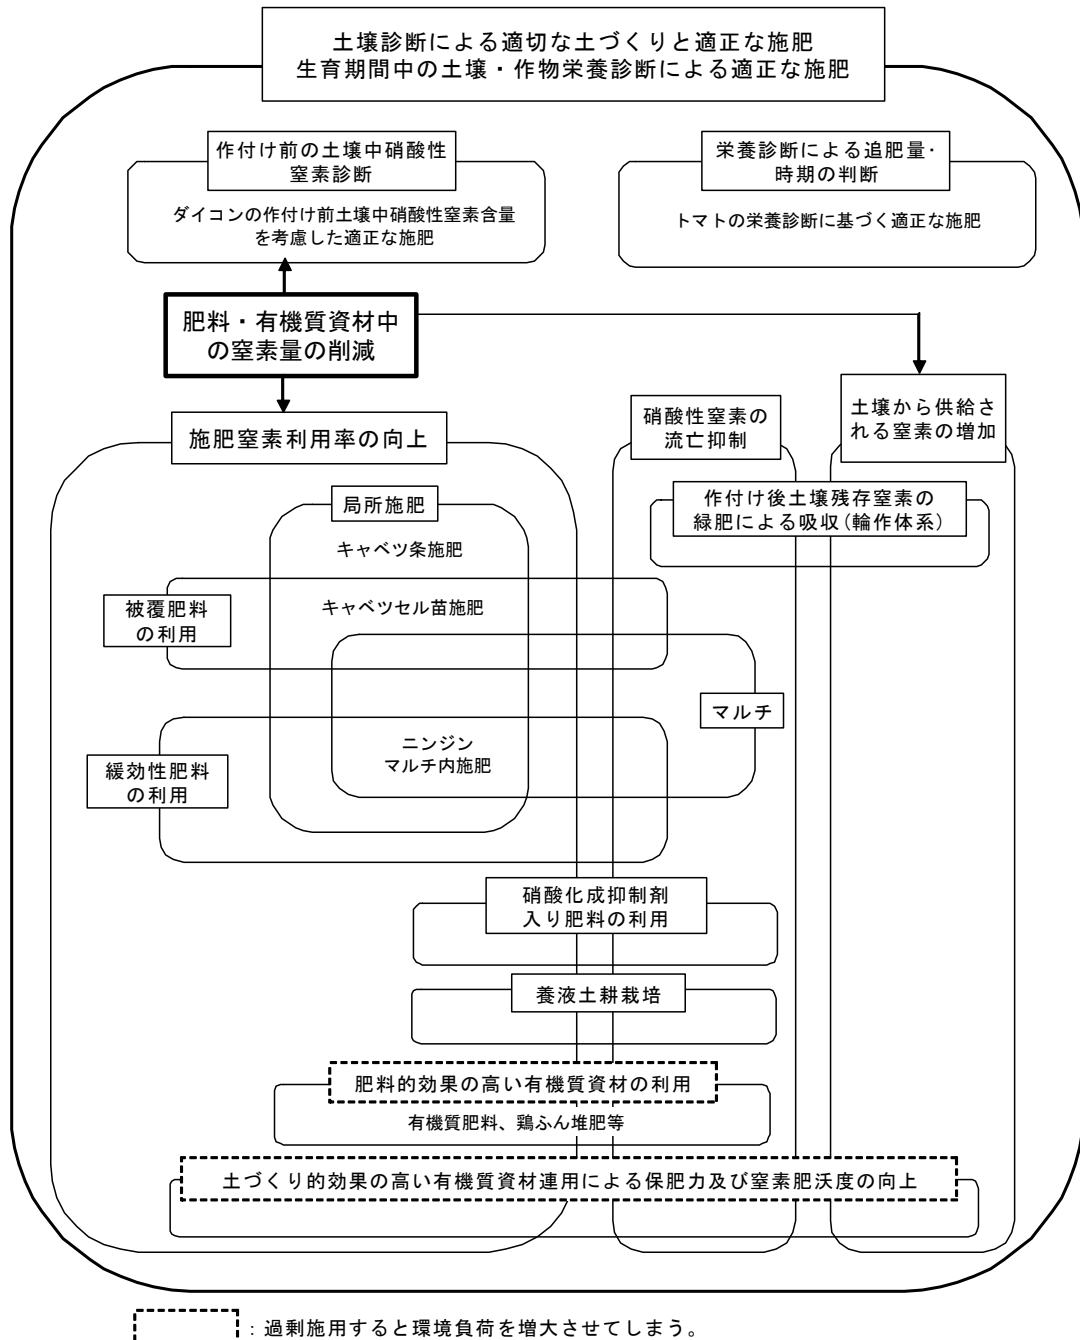 土壌診断による適切な土づくりと適正な施肥
生育期間中の土壌・作物栄養診断による適正な施肥
作付け前の土壌中硝酸性
窒素診断
ダイコンの作付け前土壌中硝酸性窒素含量
を考慮した適正な施肥
栄養診断による追肥量・
時期の判断
トマトの栄養診断に基づく適正な施肥
肥料・有機質資材中
の窒素量の削減
施肥窒素利用率の向上
硝酸性窒素の
流亡抑制
土壌から供給さ
れる窒素の増加
作付け後土壌残存窒素の
緑肥による吸収(輪作体系)
局所施肥
キャベツ条施肥
被覆肥料
の利用
キャベツセル苗施肥
マルチ
緩効性肥料
の利用
ニンジン
マルチ内施肥
硝酸化成抑制剤
入り肥料の利用
養液土耕栽培
肥料的効果の高い有機質資材の利用
有機質肥料、鶏ふん堆肥等
土づくり的効果の高い有機質資材連用による保肥力及び窒素肥沃度の向上
：過剰施用すると環境負荷を増大させてしまう。